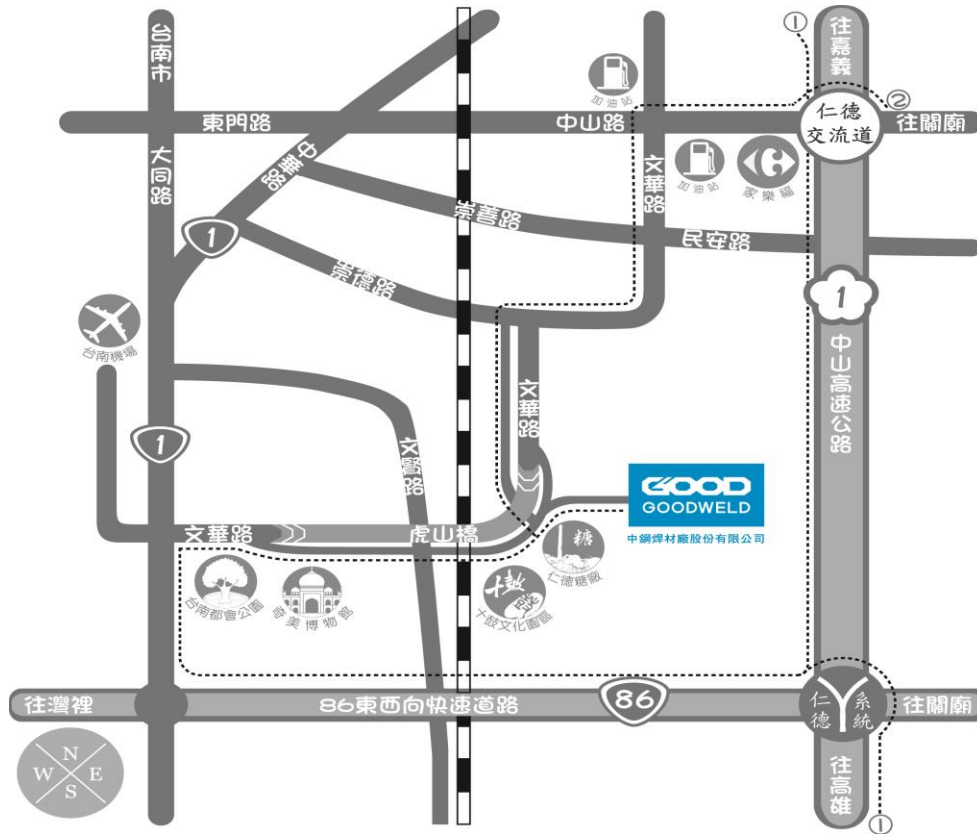 ①
往嘉義
台南市
加油站
②
東門路
中山路
仁德
交流道
往關廟
大同路
中華路
文華路
加油站
家樂福
崇善路
民安路
1
崇德路
1
台南機場
中山高速公路
文華路
1
文賢路
GOOD
GOODWELD
中鋼焊材廠股份有限公司
文華路
虎山橋
糖
仁德糖廠
台南都會公園
奇美博物館
十鼓文化園區
往灣裡
86東西向快速道路
86
仁德
系統
往關廟
N
W E
S
往高雄
①